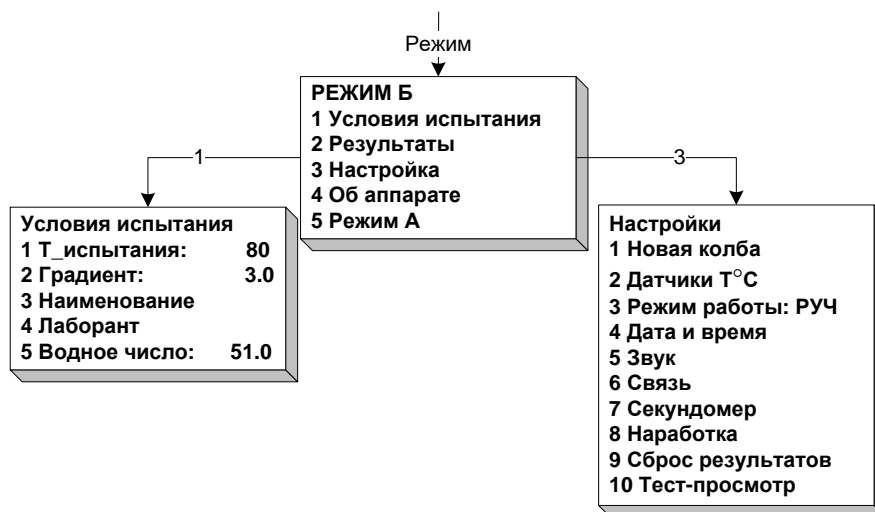 Режим
РЕЖИМ Б
1 Условия испытания
2 Результаты
3 Настройка
4 Об аппарате
5 Режим А
1
3
Условия испытания
1 Т_испытания: 80
2 Градиент: 3.0
3 Наименование
4 Лаборант
5 Водное число: 51.0
Настройки
1 Новая колба
2 Датчики Т°С
3 Режим работы: РУЧ
4 Дата и время
5 Звук
6 Связь
7 Секундомер
8 Наработка
9 Сброс результатов
10 Тест-просмотр